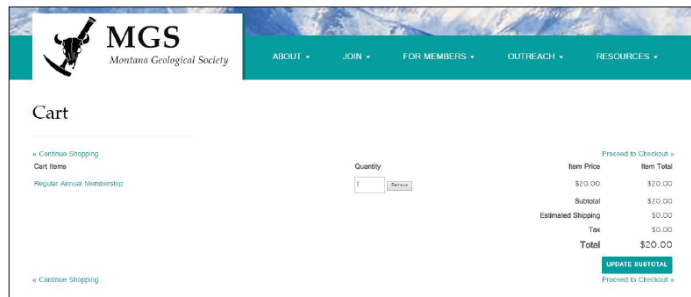 MGS
Montana Geological Society
ABOUT JOIN FOR MEMBERS OUTREACH RESOURCES
Cart
« Continue Shopping Proceed to Checkout »
Cart Items Quantity Item Price Item Total
Regular Annual Membership 1 Remove $20.00 $20.00
Subtotal $20.00
Estimated Shipping $0.00
Tax $0.00
Total $20.00
UPDATE SUBTOTAL
« Continue Shopping Proceed to Checkout »